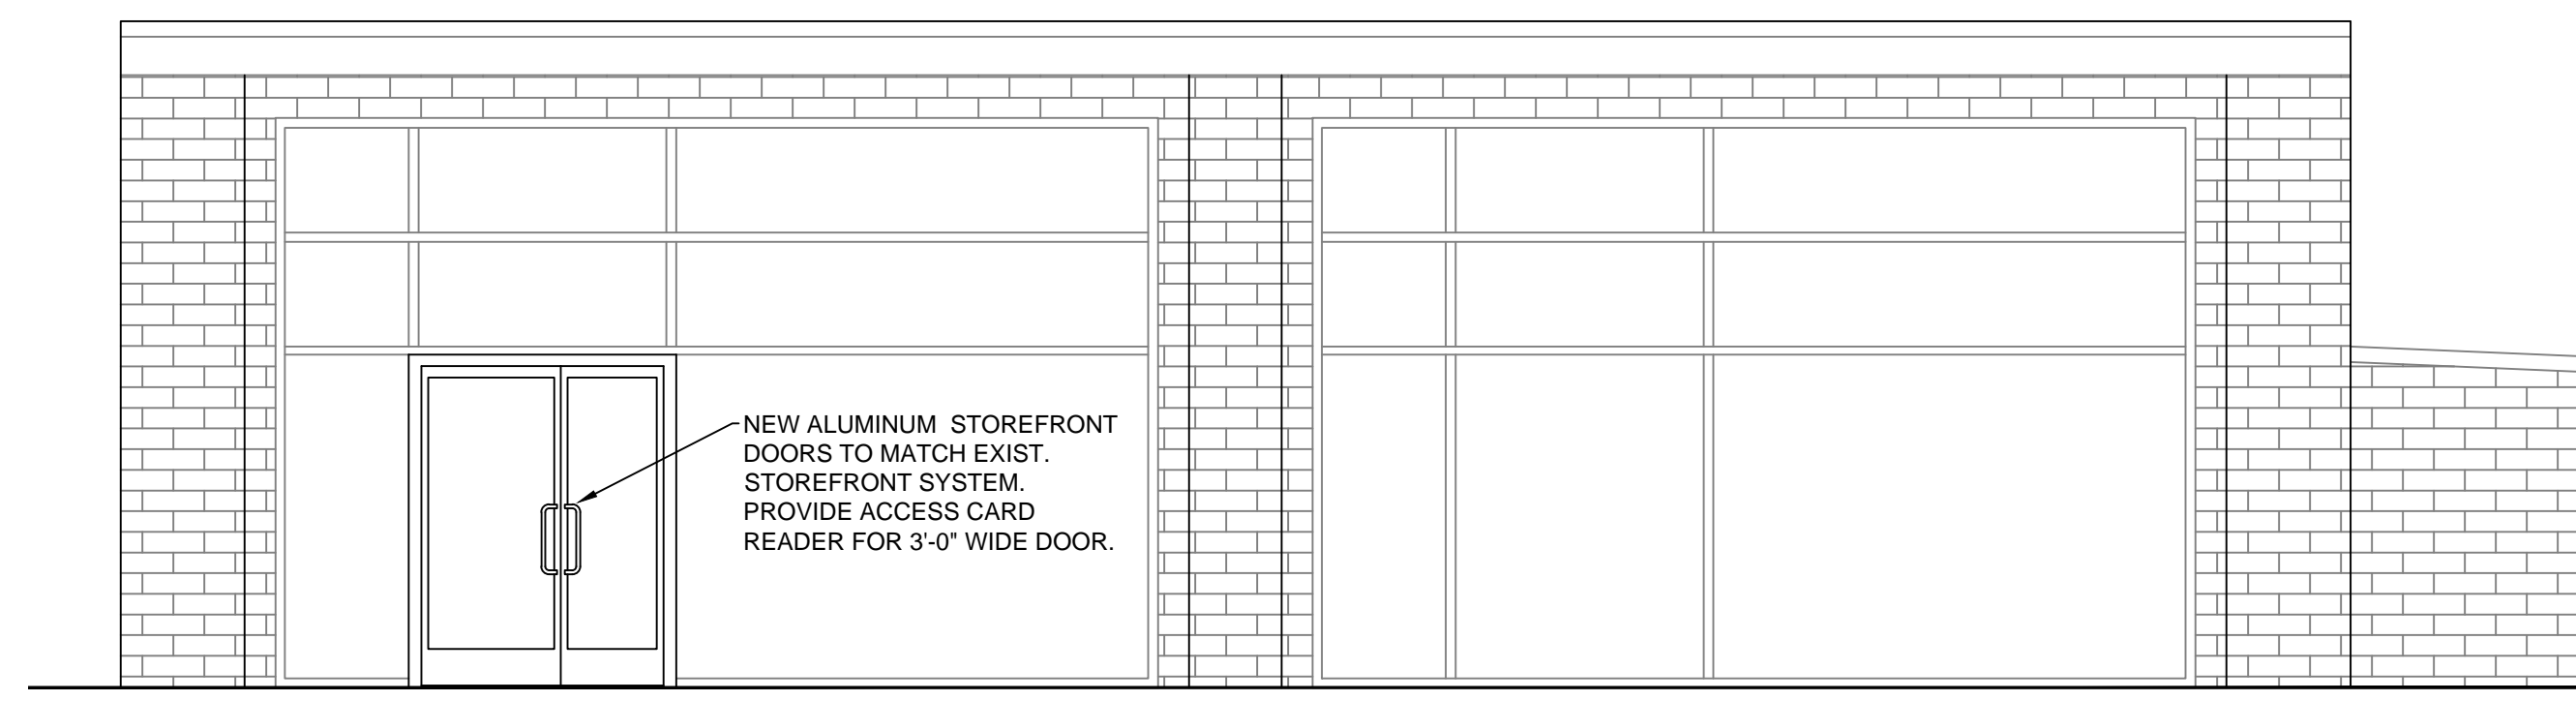 NEW ALUMINUM  STOREFRONT
DOORS TO MATCH EXIST.
STOREFRONT SYSTEM.
PROVIDE ACCESS CARD
READER FOR 3'-0" WIDE DOOR.